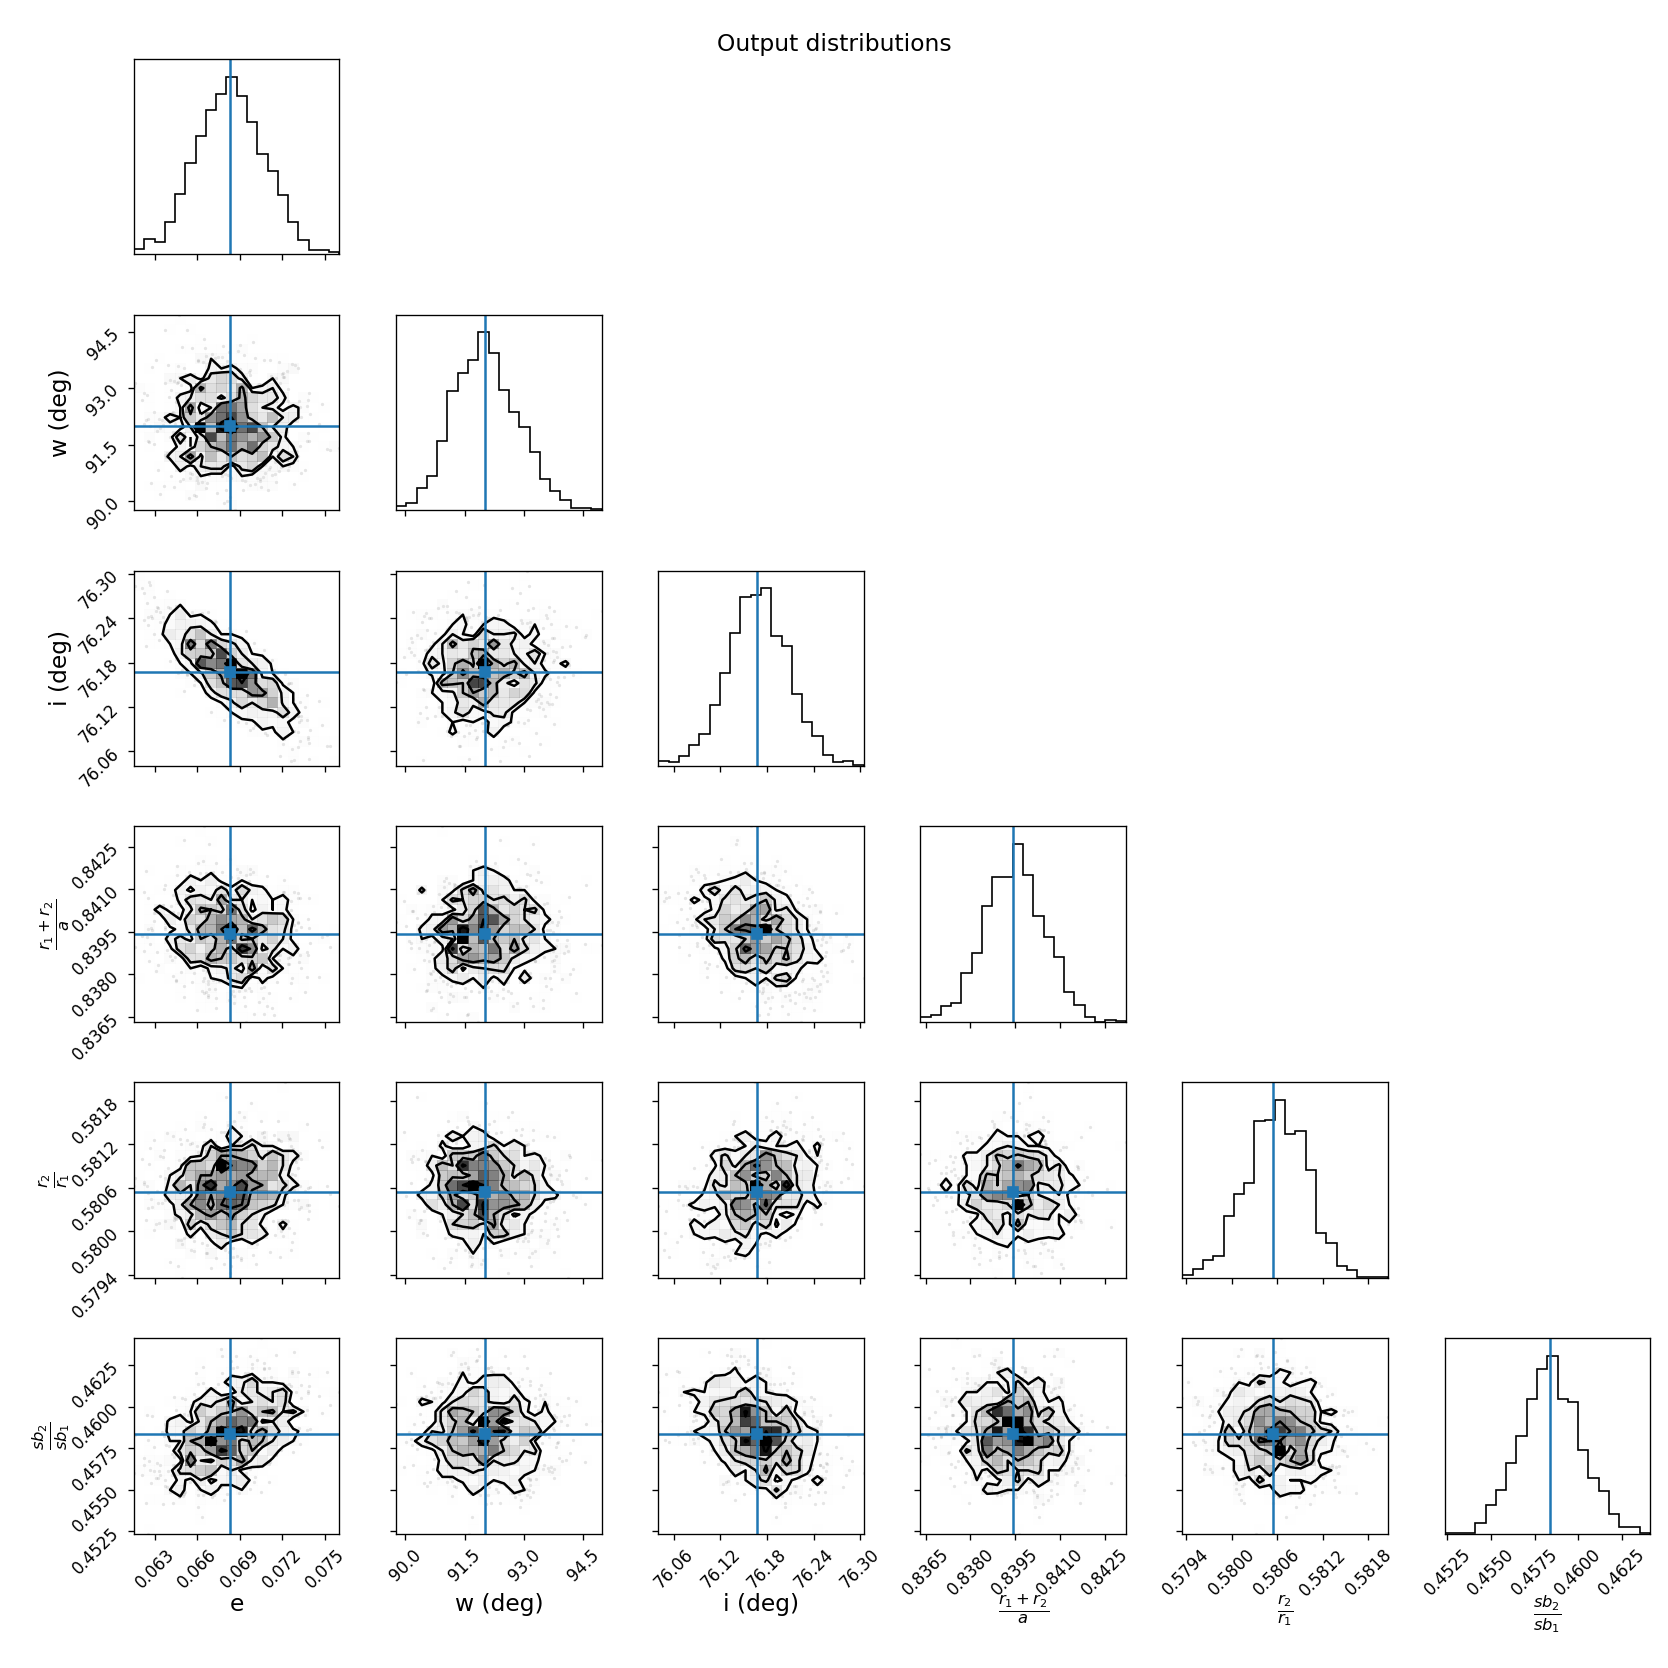 Output distributions
w (deg)
94.5
93.0
91.5
90.0
i (deg)
76.30
76.24
76.18
76.12
76.06
r₁ + r₂
a
0.8425
0.8410
0.8395
0.8380
0.8365
r₂
r₁
0.5818
0.5812
0.5806
0.5800
0.5794
sb₂
sb₁
0.4625
0.4600
0.4575
0.4550
0.4525
0.063 0.066 0.069 0.072 0.075
e
90.0 91.5 93.0 94.5
w (deg)
76.06 76.12 76.18 76.24 76.30
i (deg)
0.8365 0.8380 0.8395 0.8410 0.8425
r₁ + r₂
a
0.5794 0.5800 0.5806 0.5812 0.5818
r₂
r₁
0.4525 0.4550 0.4575 0.4600 0.4625
sb₂
sb₁